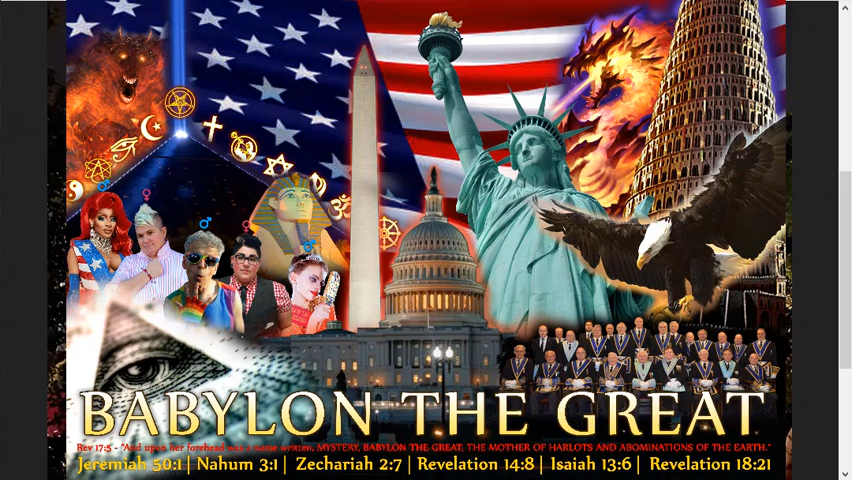 BABYLON THE GREAT
Rev 17:5 - "And upon her forehead was a name written, MYSTERY, BABYLON THE GREAT, THE MOTHER OF HARLOTS AND ABOMINATIONS OF THE EARTH."
Jeremiah 50:1 | Nahum 3:1 | Zechariah 2:7 | Revelation 14:8 | Isaiah 13:6 | Revelation 18:21